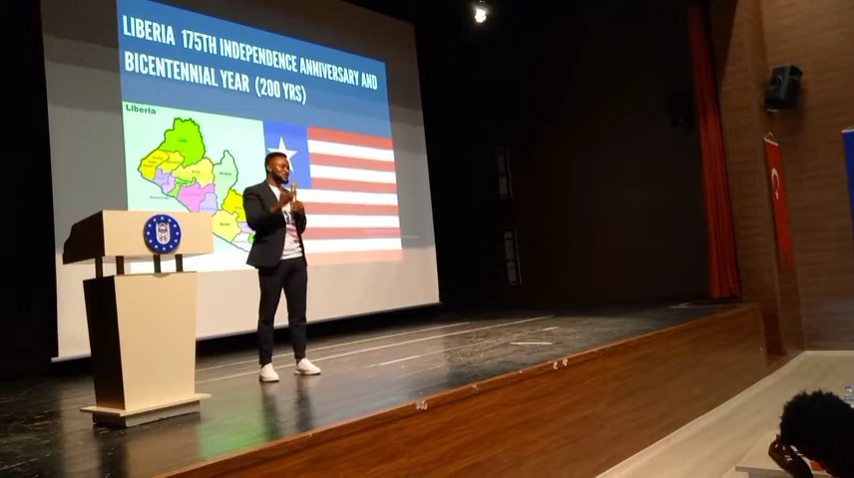 LIBERIA 175TH INDEPENDENCE ANNIVERSARY AND
BICENTENNIAL YEAR (200 YRS)
Liberia